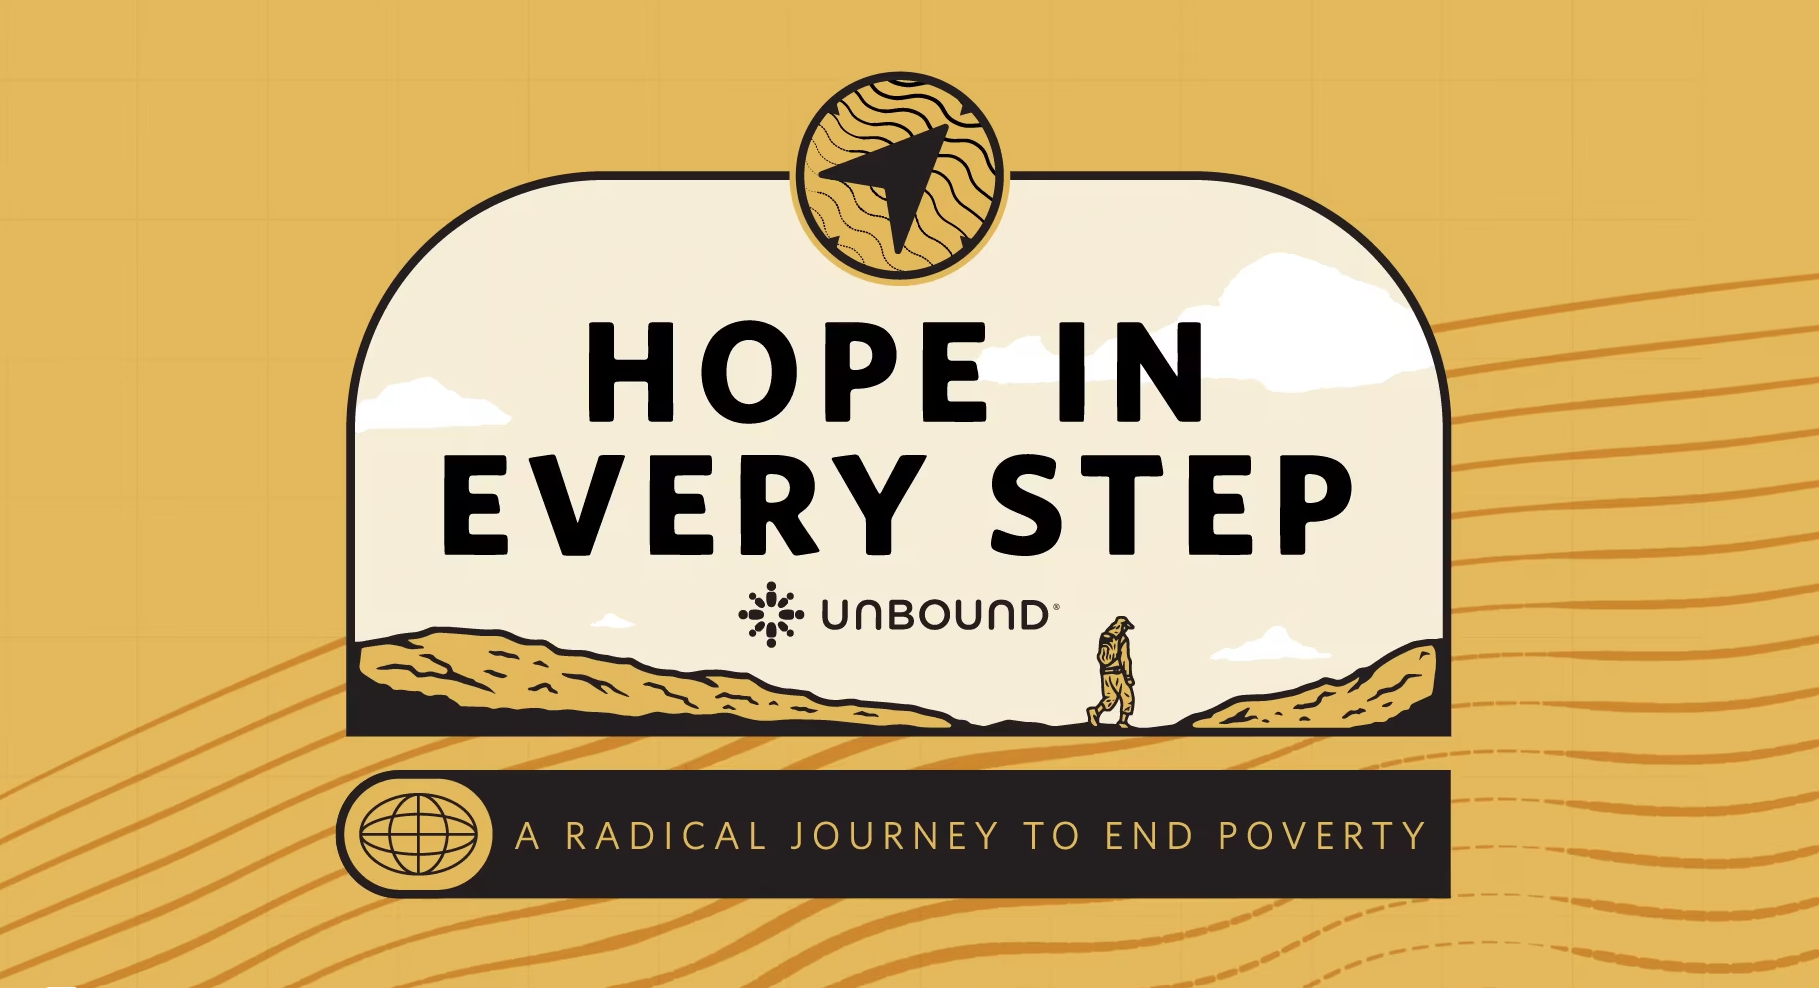 HOPE IN
EVERY STEP
UNBOUND®
A RADICAL JOURNEY TO END POVERTY